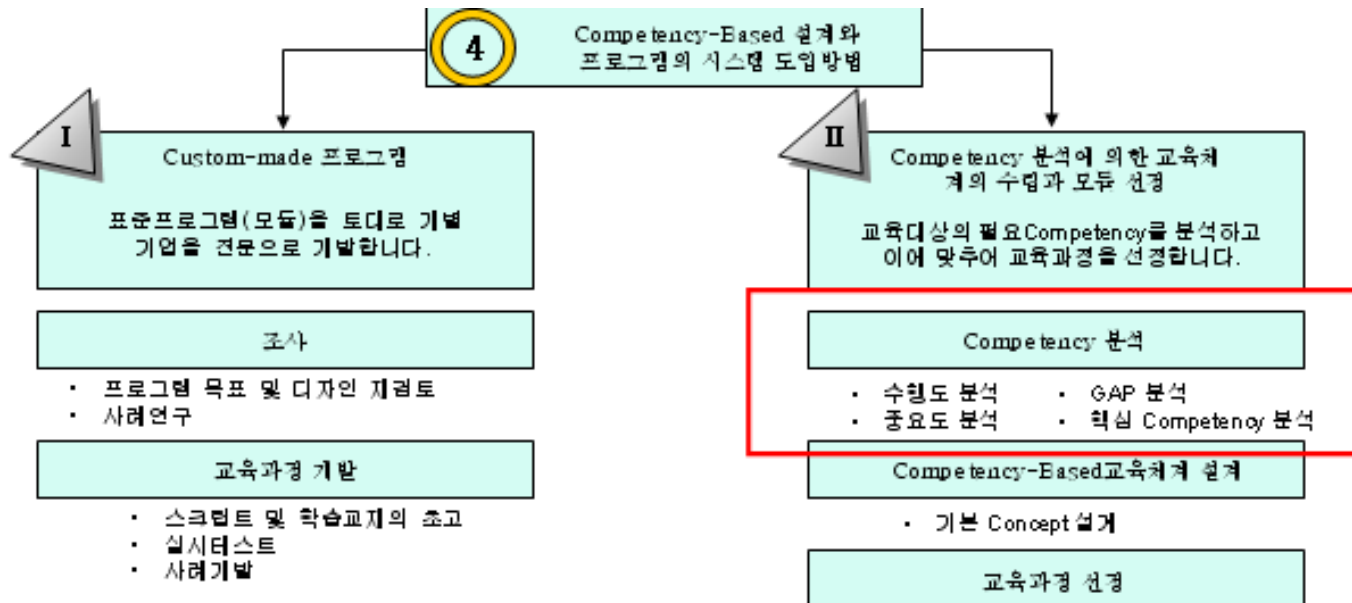 4
Competency-Based 설계와
프로그램의 시스템 도입방법
I
Custom-made 프로그램
표준프로그램(모듈)을 토대로 개별
기업을 전문으로 개발합니다.
조사
· 프로그램 목표 및 디자인 재검토
· 사례연구
교육과정 개발
· 스크립트 및 학습교재의 초고
· 실시테스트
· 사례개발
II
Competency 분석에 의한 교육체
계의 수립과 모듈 선정
교육대상의 필요Competency를 분석하고
이에 맞추어 교육과정을 선정합니다.
Competency 분석
· 수행도 분석 · GAP 분석
· 중요도 분석 · 핵심 Competency 분석
Competency-Based교육체계 설계
· 기본 Concept 설계
교육과정 선정